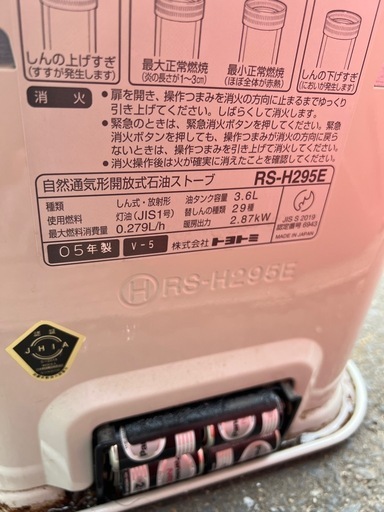 しんの上げすぎ
(すすが発生します)
最大正常燃焼
(炎の長さが1〜3cm)
最小正常燃焼
(ほぼ全体が赤熱)
しんの下げすぎ
(においが発生します)
消火
● 扉を開き、操作つまみを消火の方向に止まるまでゆっくり
引き上げてください。しばらくして消火します。
● 緊急の消火のときは、緊急消火ボタンを押してください。緊急消
火ボタンを押しても、操作つまみが消火の方向に戻ら
ないときは、操作つまみを消火の方向に戻してください。
● 消火操作後は火が確実に消えたことを確認してください。
自然通気形開放式石油ストーブ RS-H295E
種類 しん式・放射形 油タンク容量 3.6L
使用燃料 灯油(JIS1号) 替しんの種類 29種
最大燃料消費量 0.279L/h 暖房出力 2.87kW
05年製 V-5 株式会社トヨトミ
JIS S 2019
認定番号 6943
MADE IN JAPAN
H RS-H295E
JHIA